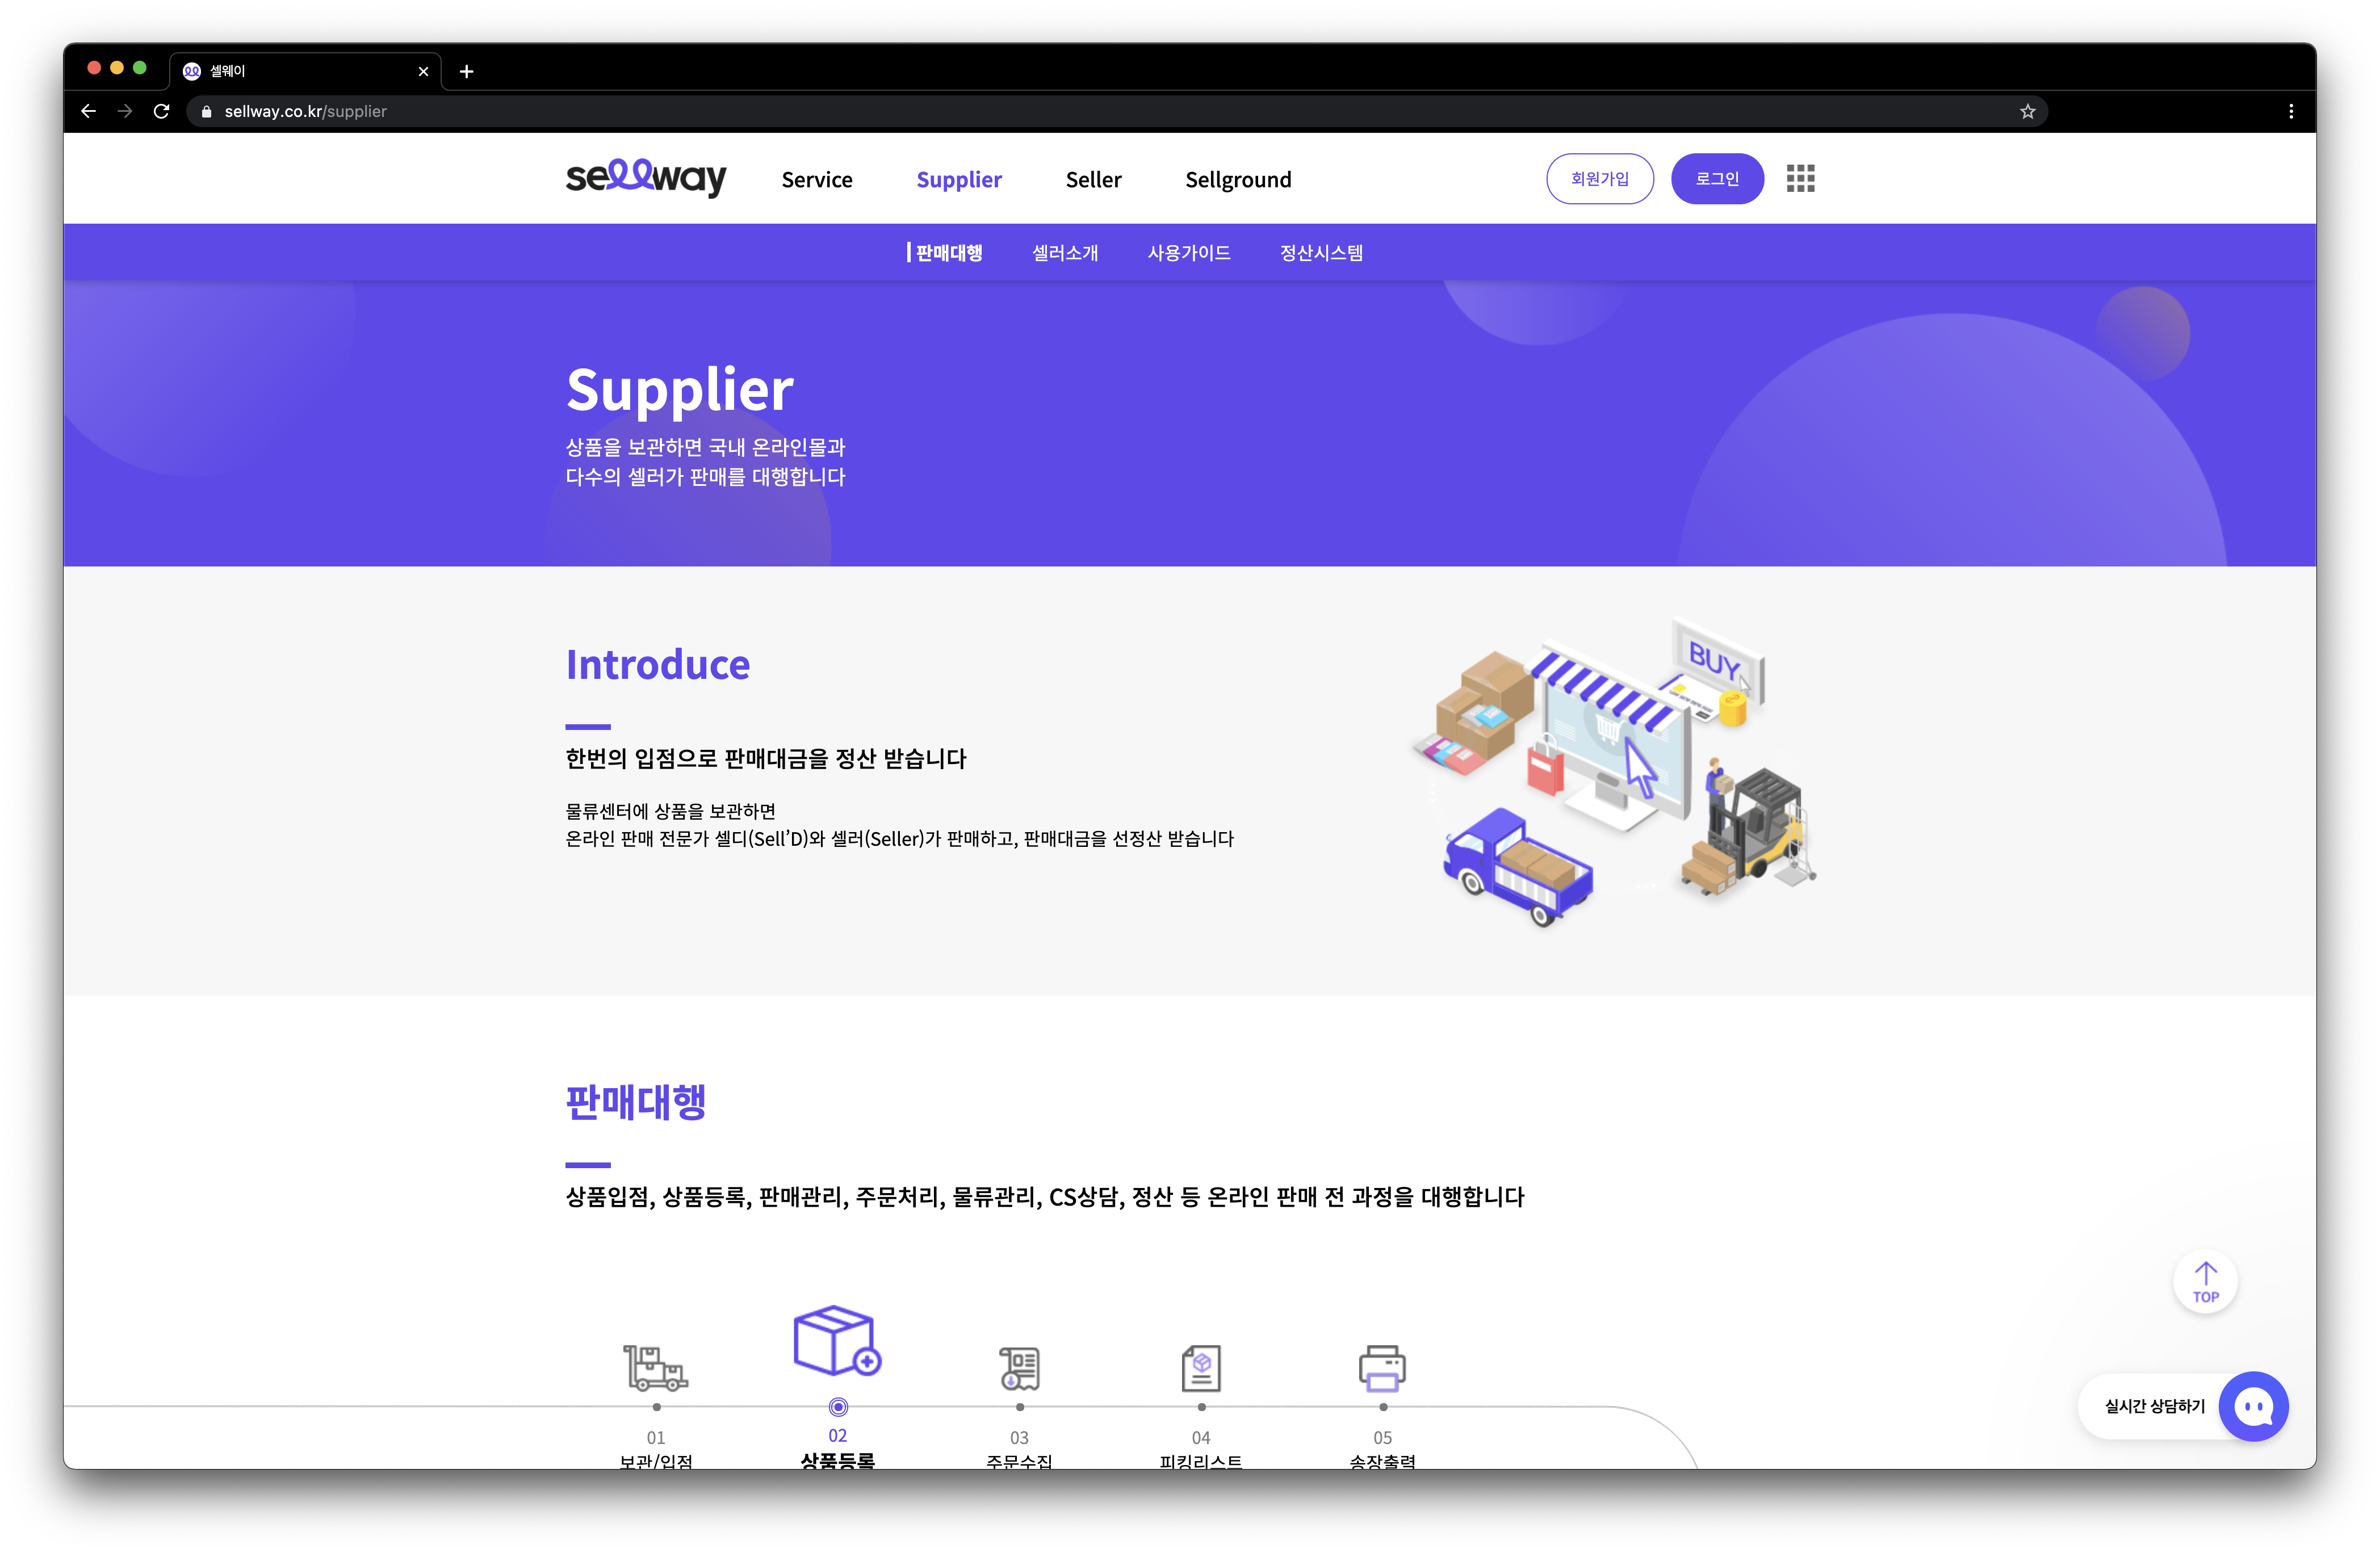 셀웨이
sellway.co.kr/supplier
sellway
Service
Supplier
Seller
Sellground
회원가입
로그인
판매대행
셀러소개
사용가이드
정산시스템
Supplier
상품을 보관하면 국내 온라인몰과
다수의 셀러가 판매를 대행합니다
Introduce
한번의 입점으로 판매대금을 정산 받습니다
물류센터에 상품을 보관하면
온라인 판매 전문가 셀디(Sell’D)와 셀러(Seller)가 판매하고, 판매대금을 선정산 받습니다
BUY
판매대행
상품입점, 상품등록, 판매관리, 주문처리, 물류관리, CS상담, 정산 등 온라인 판매 전 과정을 대행합니다
TOP
실시간 상담하기
01
보관/입점
02
상품등록
03
주문수집
04
피킹리스트
05
송장출력